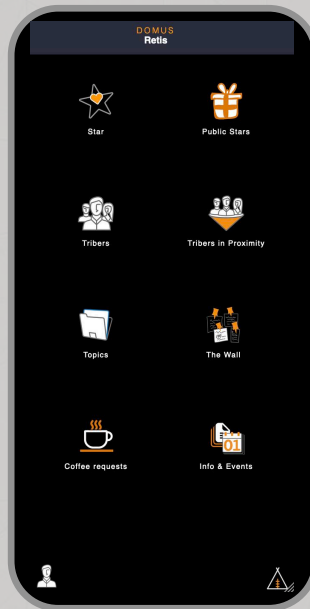 DOMUS
Retis
Star
Public Stars
Tribers
Tribers in Proximity
Topics
The Wall
Coffee requests
Info & Events
01